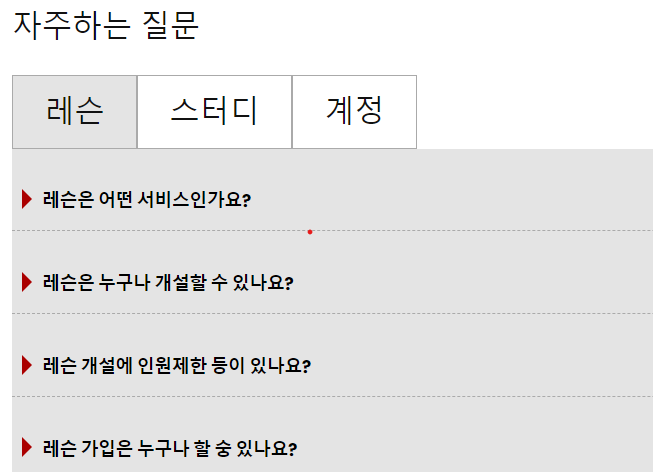 자주하는 질문
레슨 스터디 계정
레슨은 어떤 서비스인가요?
레슨은 누구나 개설할 수 있나요?
레슨 개설에 인원제한 등이 있나요?
레슨 가입은 누구나 할 숭 있나요?